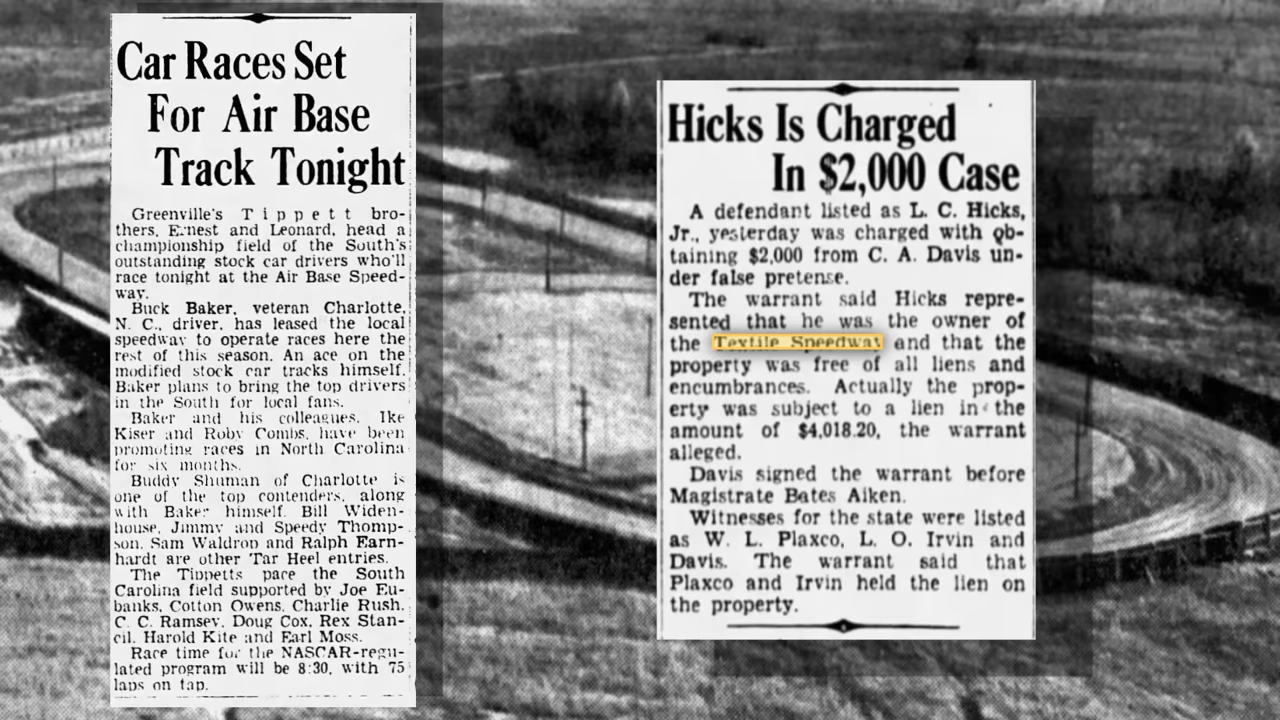 Car Races Set
For Air Base
Track Tonight
Greenville's Tippett bro-
thers, Ernest and Leonard, head a
championship field of the South's
outstanding stock car drivers who'll
race tonight at the Air Base Speed-
way.
Buck Baker, veteran Charlotte,
N. C., driver, has leased the local
speedway to operate races here the
rest of this season. An ace on the
modified stock car tracks himself.
Baker plans to bring the top drivers
in the South for local fans.
Baker and his colleagues, Ike
Kiser and Roby Combs, have been
promoting races in North Carolina
for six months.
Buddy Shuman of Charlotte is
one of the top contenders, along
with Baker himself. Bill Widen-
house, Jimmy and Speedy Thomp-
son, Sam Waldrop and Ralph Earn-
hardt are other Tar Heel entries.
The Tippetts pace the South
Carolina field supported by Joe Eu-
banks, Cotton Owens, Charlie Rush,
C. C. Ramsey, Doug Cox, Rex Stan-
cil, Harold Kite and Earl Moss.
Race time for the NASCAR-regu-
lated program will be 8:30, with 75
laps on tap.
Hicks Is Charged
In $2,000 Case
A defendant listed as L. C. Hicks,
Jr., yesterday was charged with ob-
taining $2,000 from C. A. Davis un-
der false pretense.
The warrant said Hicks repre-
sented that he was the owner of
the Textile Speedway and that the
property was free of all liens and
encumbrances. Actually the prop-
erty was subject to a lien in the
amount of $4,018.20, the warrant
alleged.
Davis signed the warrant before
Magistrate Bates Aiken.
Witnesses for the state were listed
as W. L. Plaxco, L. O. Irvin and
Davis. The warrant said that
Plaxco and Irvin held the lien on
the property.